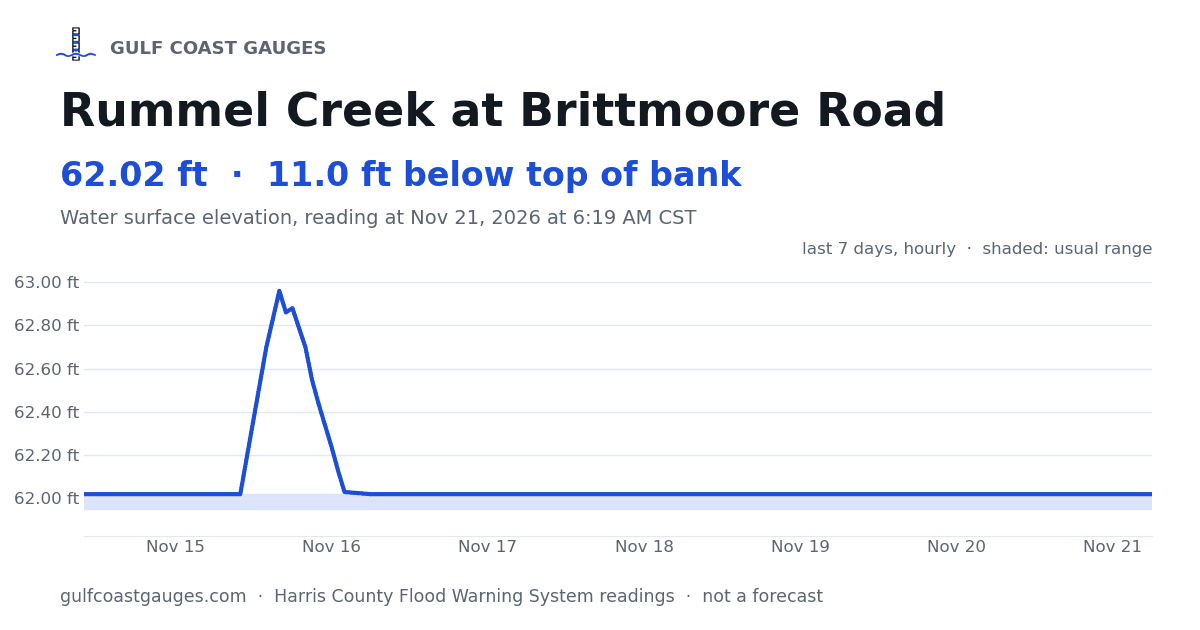 GULF COAST GAUGES
Rummel Creek at Brittmoore Road
62.02 ft · 11.0 ft below top of bank
Water surface elevation, reading at Nov 21, 2026 at 6:19 AM CST
last 7 days, hourly · shaded: usual range
63.00 ft
62.80 ft
62.60 ft
62.40 ft
62.20 ft
62.00 ft
Nov 15 Nov 16 Nov 17 Nov 18 Nov 19 Nov 20 Nov 21
gulfcoastgauges.com · Harris County Flood Warning System readings · not a forecast